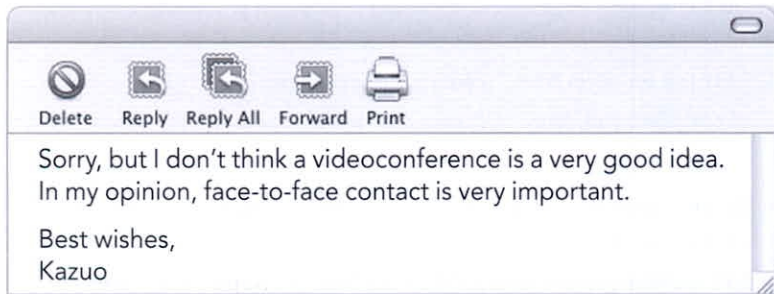 Delete Reply Reply All Forward Print
Sorry, but I don't think a videoconference is a very good idea.
In my opinion, face-to-face contact is very important.
Best wishes,
Kazuo